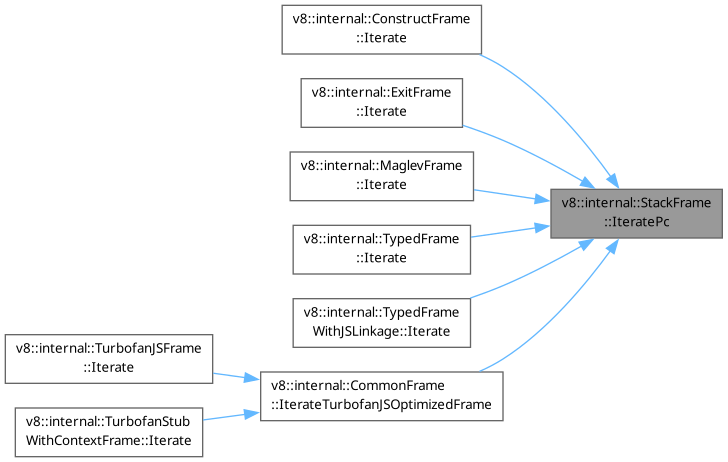 v8::internal::ConstructFrame
::Iterate
v8::internal::ExitFrame
::Iterate
v8::internal::MaglevFrame
::Iterate
v8::internal::StackFrame
::IteratePc
v8::internal::TypedFrame
::Iterate
v8::internal::TypedFrame
WithJSLinkage::Iterate
v8::internal::TurbofanJSFrame
::Iterate
v8::internal::CommonFrame
::IterateTurbofanJSOptimizedFrame
v8::internal::TurbofanStub
WithContextFrame::Iterate